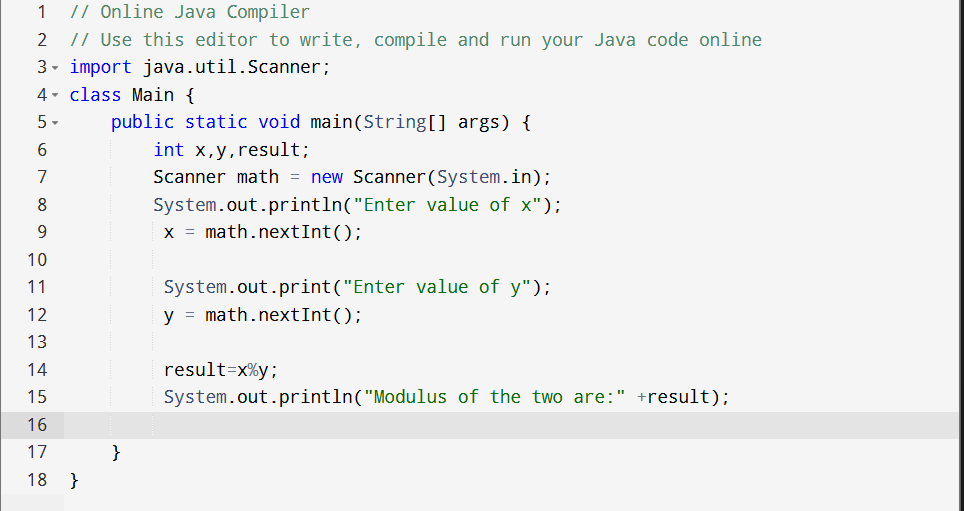 1 // Online Java Compiler
2 // Use this editor to write, compile and run your Java code online
3 import java.util.Scanner;
4 class Main {
5 public static void main(String[] args) {
6 int x,y,result;
7 Scanner math = new Scanner(System.in);
8 System.out.println("Enter value of x");
9 x = math.nextInt();
10
11 System.out.print("Enter value of y");
12 y = math.nextInt();
13
14 result=x%y;
15 System.out.println("Modulus of the two are:" +result);
16
17 }
18 }